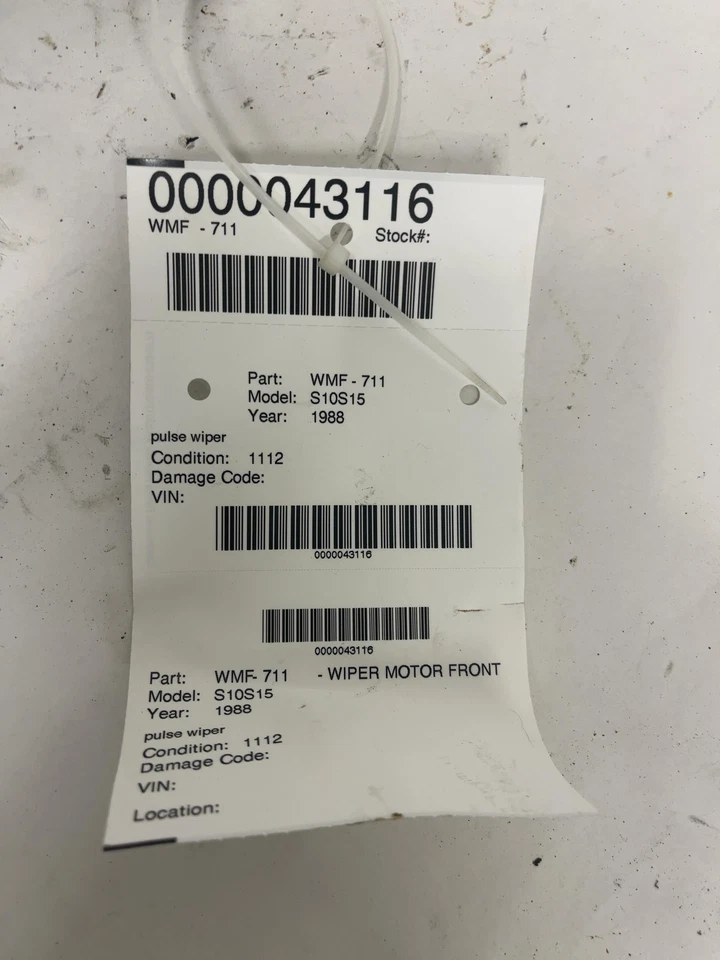 0000043116
WMF - 711 Stock#:
Part: WMF - 711
Model: S10S15
Year: 1988
pulse wiper
Condition: 1112
Damage Code:
VIN:
0000043116
0000043116
Part: WMF- 711 - WIPER MOTOR FRONT
Model: S10S15
Year: 1988
pulse wiper
Condition: 1112
Damage Code:
VIN:
Location: